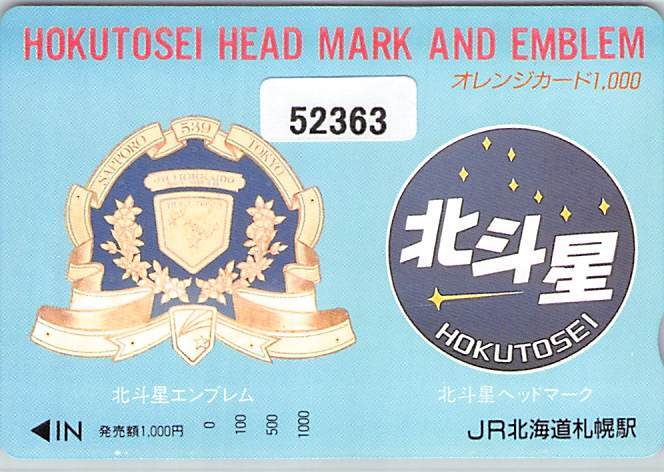 HOKUTOSEI HEAD MARK AND EMBLEM
オレンジカード1,000
52363
SAPPORO 539 TOKYO
JR HOKKAIDO
北斗星
HOKUTOSEI
北斗星エンブレム
北斗星ヘッドマーク
◀IN 発売額1,000円 0 100 500 1000
JR北海道札幌駅